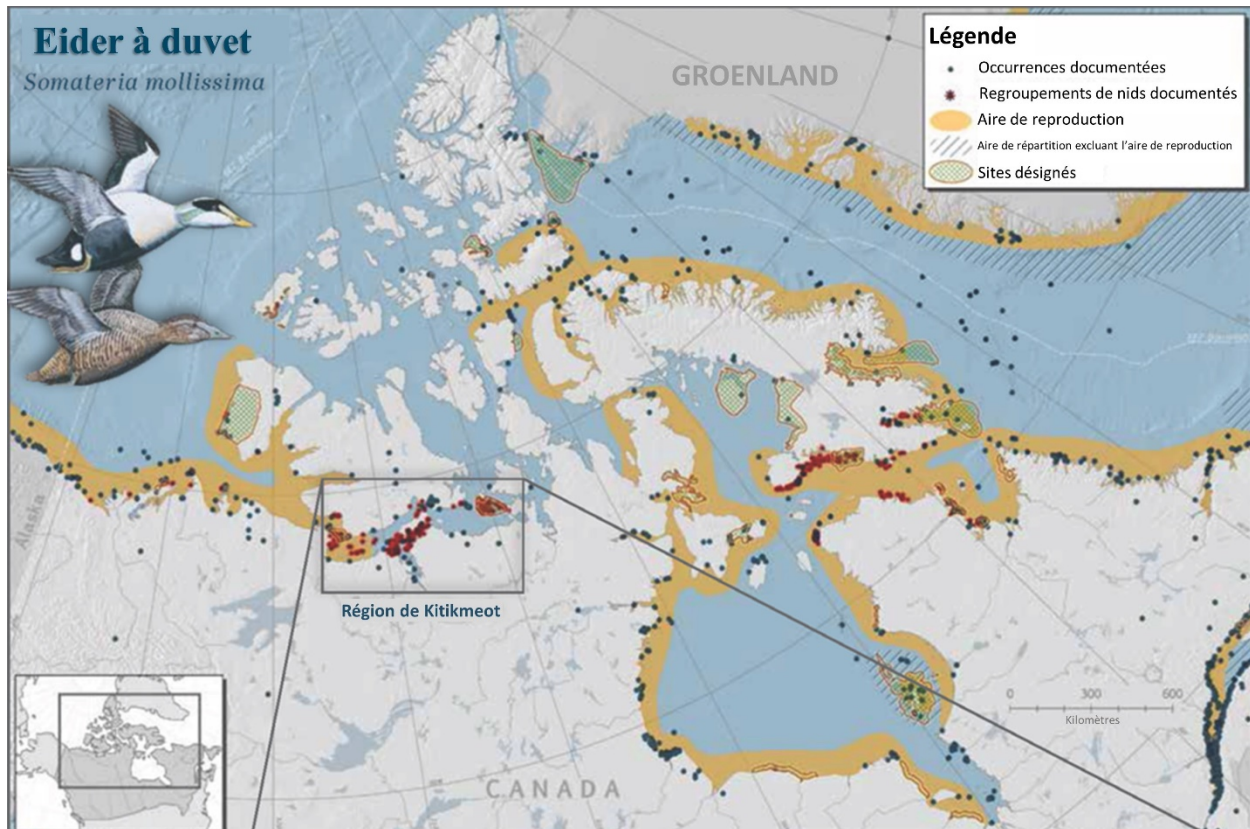 Eider à duvet
Somateria mollissima
GROENLAND
Légende
Occurrences documentées
Regroupements de nids documentés
Aire de reproduction
Aire de répartition excluant l'aire de reproduction
Sites désignés
Alaska
Région de Kitikmeot
0 300 600
Kilomètres
CANADA